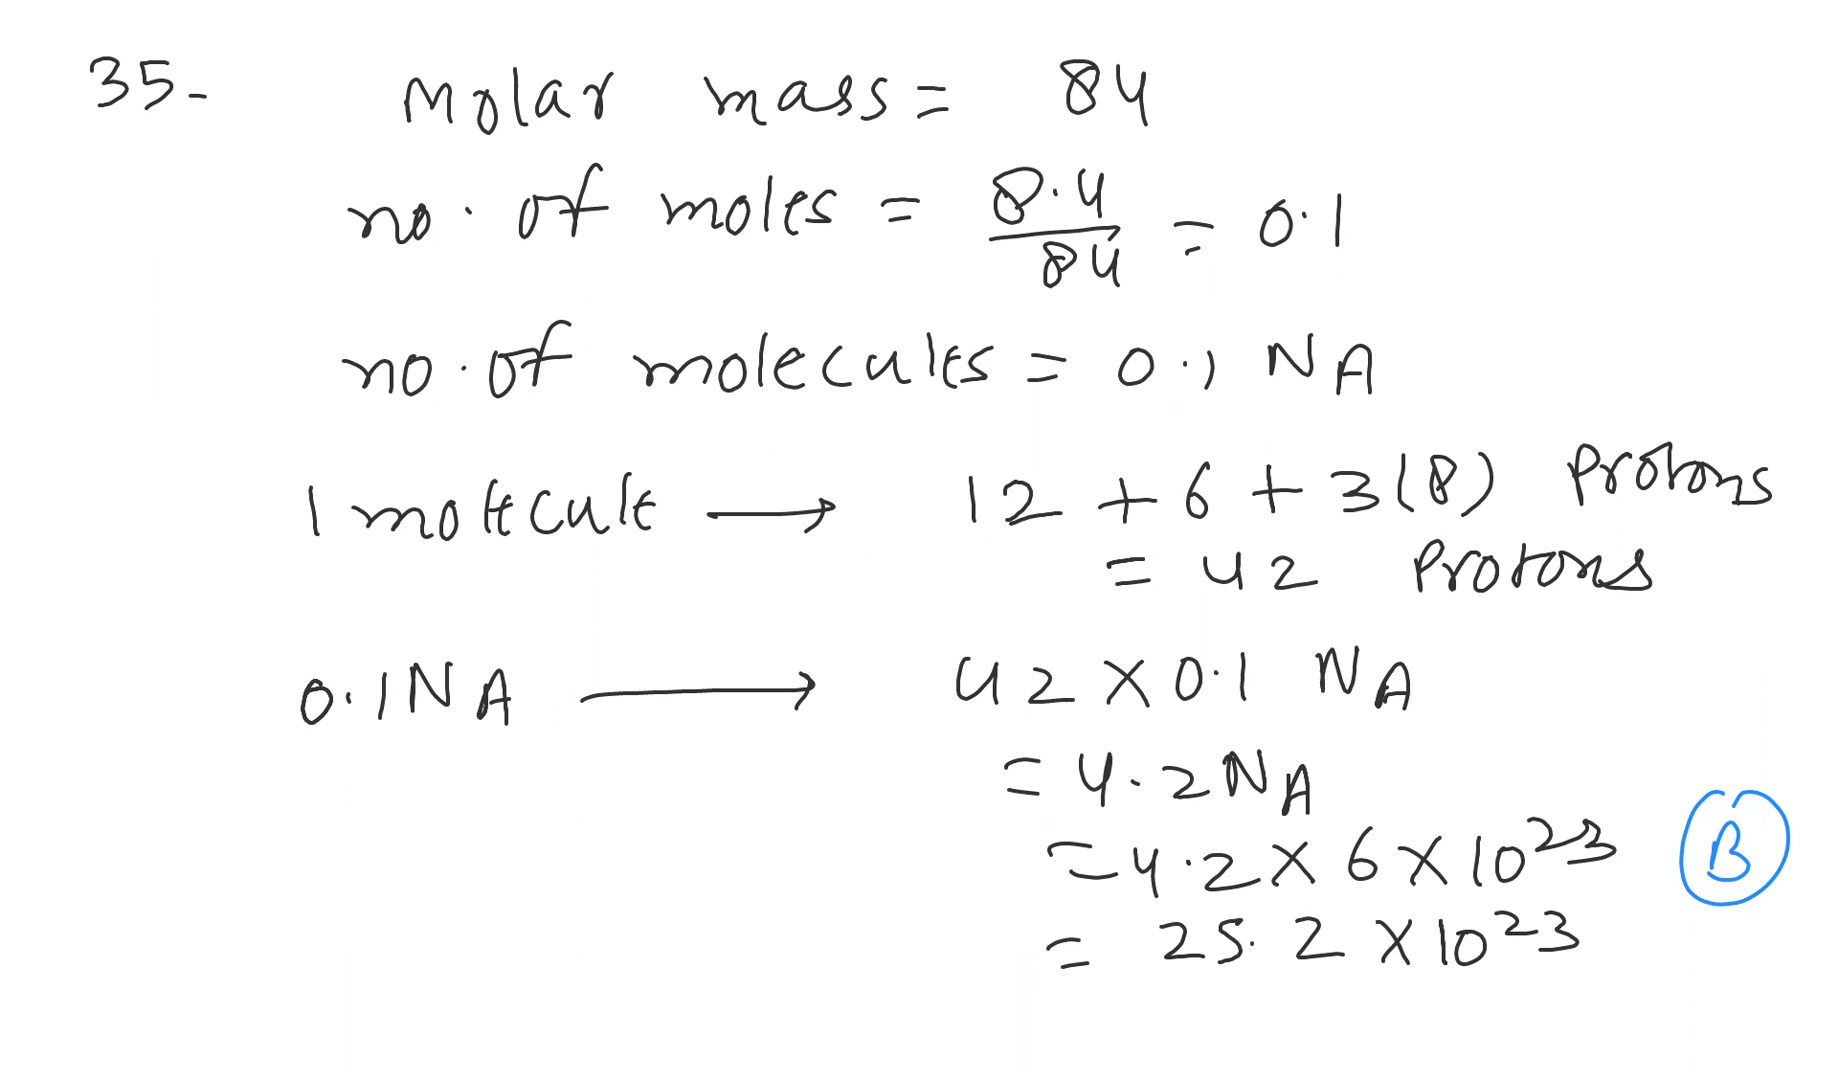 35- Molar mass = 84
no. of moles = 8.4/84 = 0.1
no. of molecules = 0.1 NA
1 molecule → 12 + 6 + 3(8) Protons
= 42 Protons
0.1NA → 42 × 0.1 NA
= 4.2NA
= 4.2 × 6 × 10²³ B
= 25.2 × 10²³